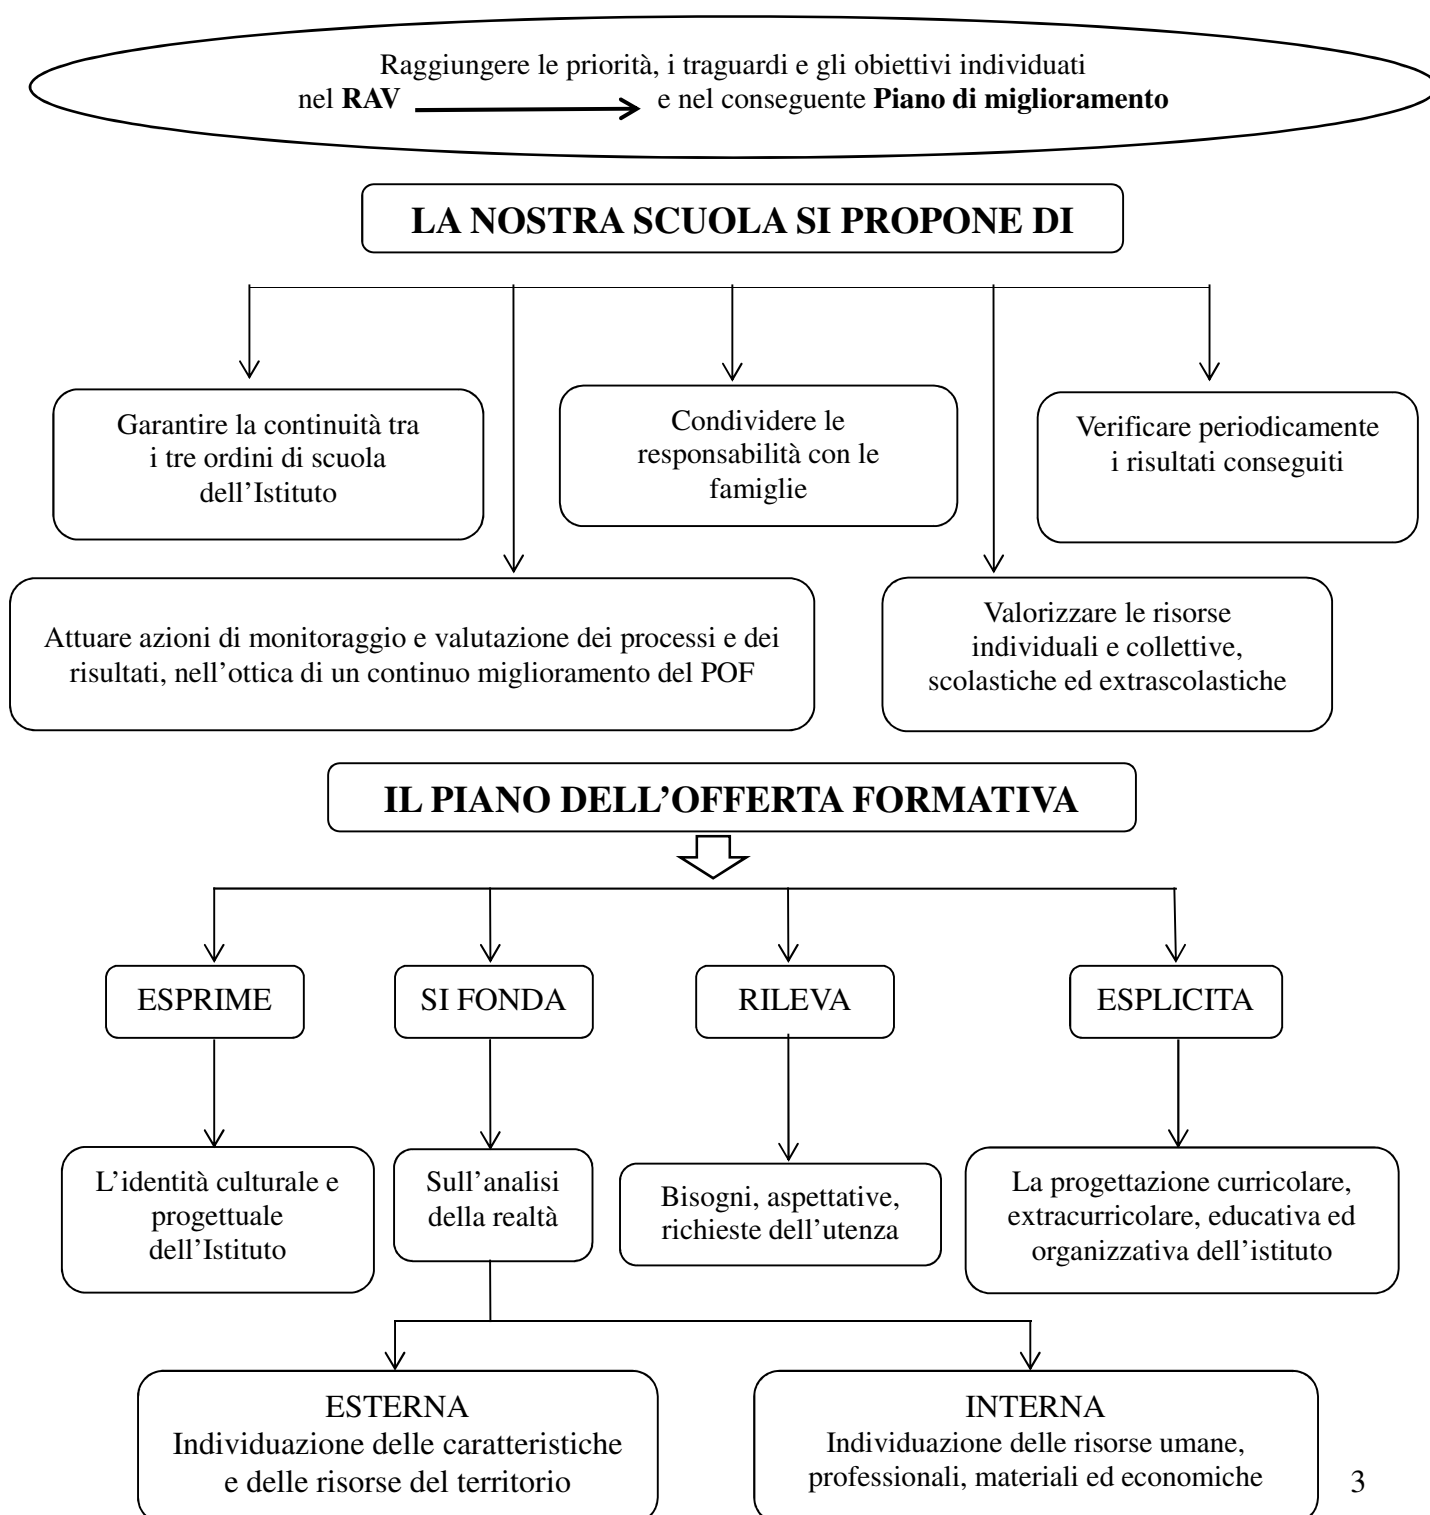 Raggiungere le priorità, i traguardi e gli obiettivi individuati
nel RAV e nel conseguente Piano di miglioramento
LA NOSTRA SCUOLA SI PROPONE DI
Garantire la continuità tra
i tre ordini di scuola
dell’Istituto
Condividere le
responsabilità con le
famiglie
Verificare periodicamente
i risultati conseguiti
Attuare azioni di monitoraggio e valutazione dei processi e dei
risultati, nell’ottica di un continuo miglioramento del POF
Valorizzare le risorse
individuali e collettive,
scolastiche ed extrascolastiche
IL PIANO DELL’OFFERTA FORMATIVA
ESPRIME
SI FONDA
RILEVA
ESPLICITA
L’identità culturale e
progettuale
dell’Istituto
Sull’analisi
della realtà
Bisogni, aspettative,
richieste dell’utenza
La progettazione curricolare,
extracurricolare, educativa ed
organizzativa dell’istituto
ESTERNA
Individuazione delle caratteristiche
e delle risorse del territorio
INTERNA
Individuazione delle risorse umane,
professionali, materiali ed economiche
3